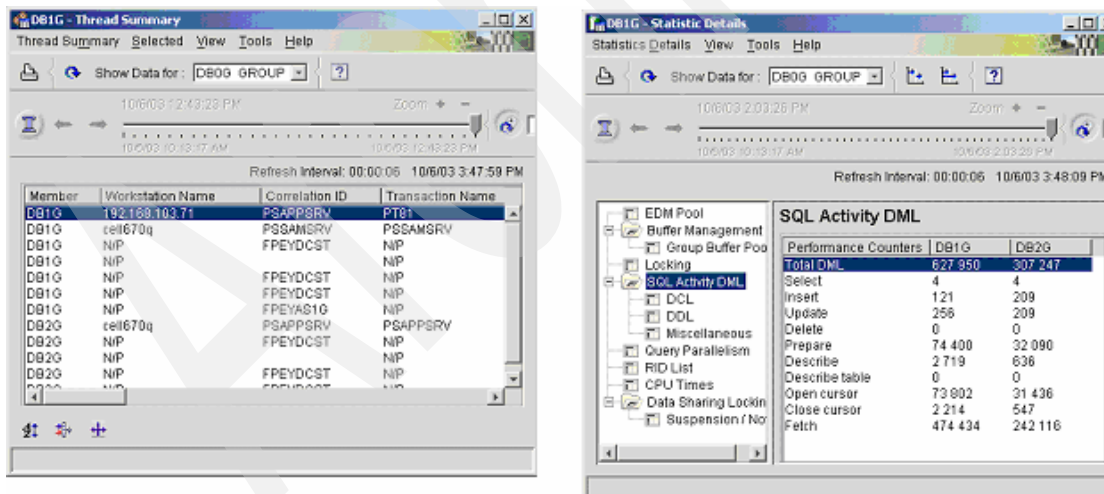 DB1G - Thread Summary
Thread Summary Selected View Tools Help
Show Data for : DB0G GROUP
10/6/03 12:43:23 PM Zoom
10/6/03 10:13:17 AM 10/6/03 12:43:23 PM
Refresh Interval: 00:00:06 10/6/03 3:47:59 PM
Member Workstation Name Correlation ID Transaction Name
DB1G 192.168.103.71 PSAPPSRV PT81
DB1G cell670q PSSAMSRV PSSAMSRV
DB1G N/P FPEYDCST N/P
DB1G N/P N/P
DB1G N/P FPEYDCST N/P
DB1G N/P FPEYDCST N/P
DB1G N/P FPEYAS1G N/P
DB2G cell670q PSAPPSRV PSAPPSRV
DB2G N/P FPEYDCST N/P
DB2G N/P N/P
DB2G N/P FPEYDCST N/P
DB1G - Statistic Details
Statistics Details View Tools Help
Show Data for : DB0G GROUP
10/6/03 2:03:26 PM Zoom
10/6/03 10:13:17 AM 10/6/03 2:03:26 PM
Refresh Interval: 00:00:06 10/6/03 3:48:09 PM
EDM Pool
Buffer Management
Group Buffer Poo
Locking
SQL Activity DML
DCL
DDL
Miscellaneous
Query Parallelism
RID List
CPU Times
Data Sharing Lockin
Suspension / No
SQL Activity DML
Performance Counters DB1G DB2G
Total DML 627 950 307 247
Select 4 4
Insert 121 209
Update 256 209
Delete 0 0
Prepare 74 400 32 090
Describe 2 719 636
Describe table 0 0
Open cursor 73 802 31 436
Close cursor 2 214 547
Fetch 474 434 242 116